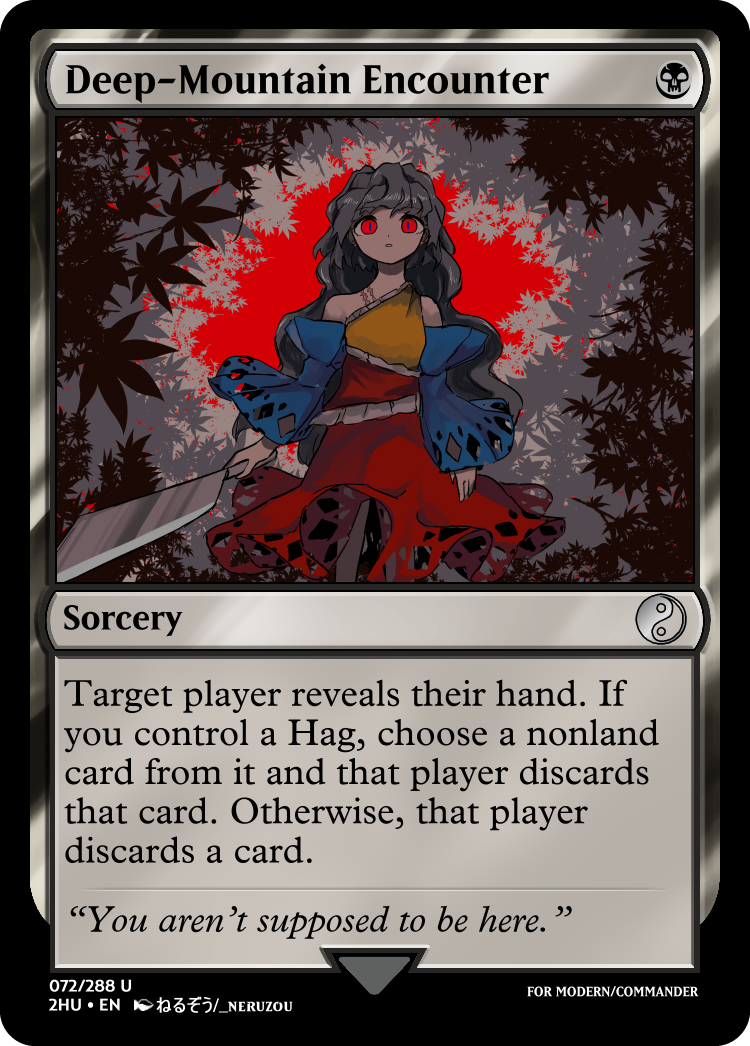 Deep-Mountain Encounter
Sorcery
Target player reveals their hand. If
you control a Hag, choose a nonland
card from it and that player discards
that card. Otherwise, that player
discards a card.
“You aren’t supposed to be here.”
072/288 U
2HU • EN ねるぞう/_NERUZOU
FOR MODERN/COMMANDER